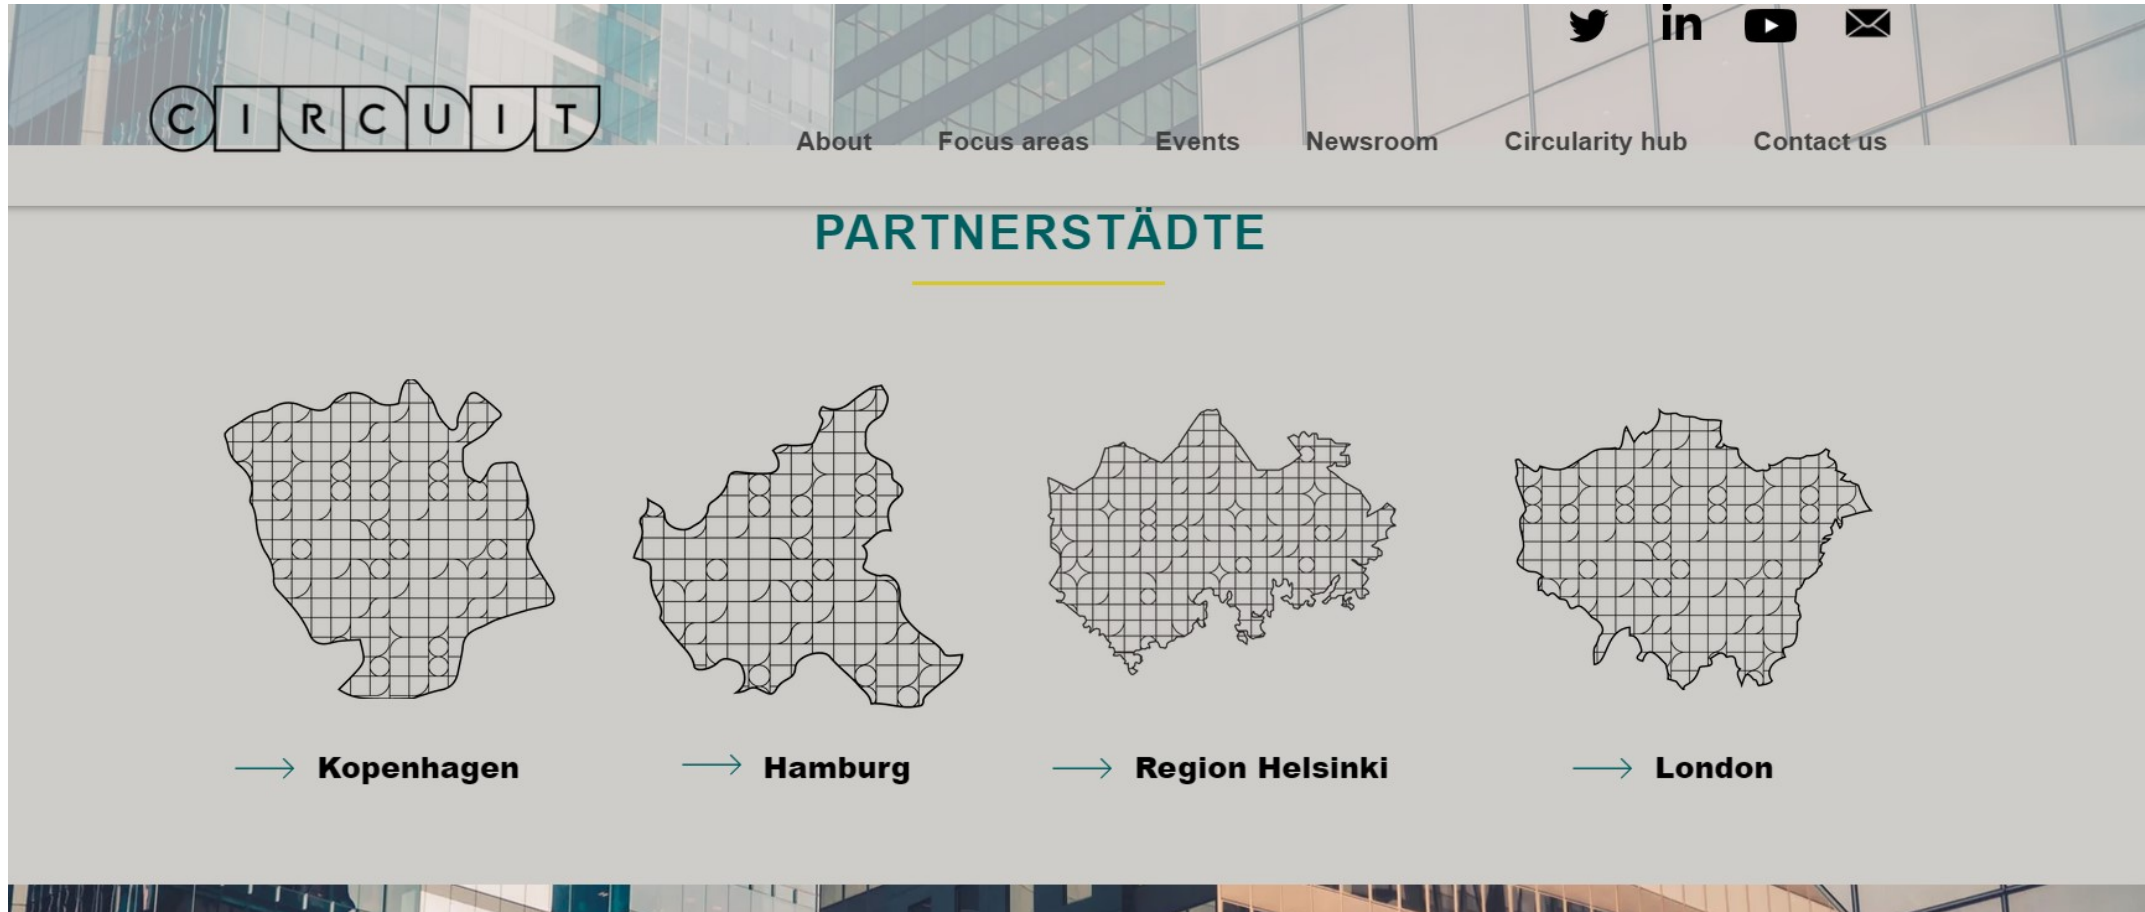 CIRCUIT
About Focus areas Events Newsroom Circularity hub Contact us
PARTNERSTÄDTE
Kopenhagen Hamburg Region Helsinki London